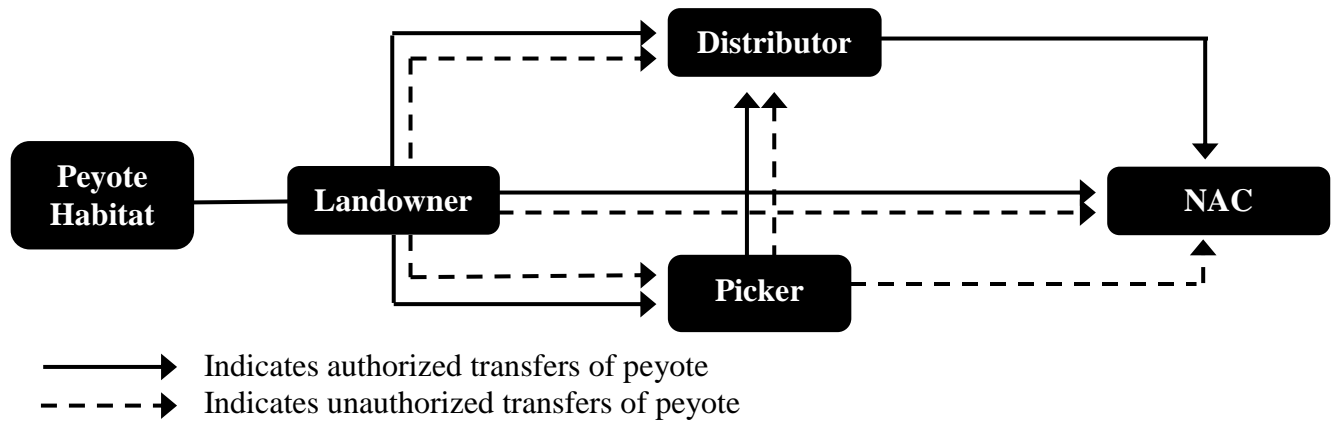 Distributor
Peyote
Habitat
Landowner
NAC
Picker
Indicates authorized transfers of peyote
Indicates unauthorized transfers of peyote